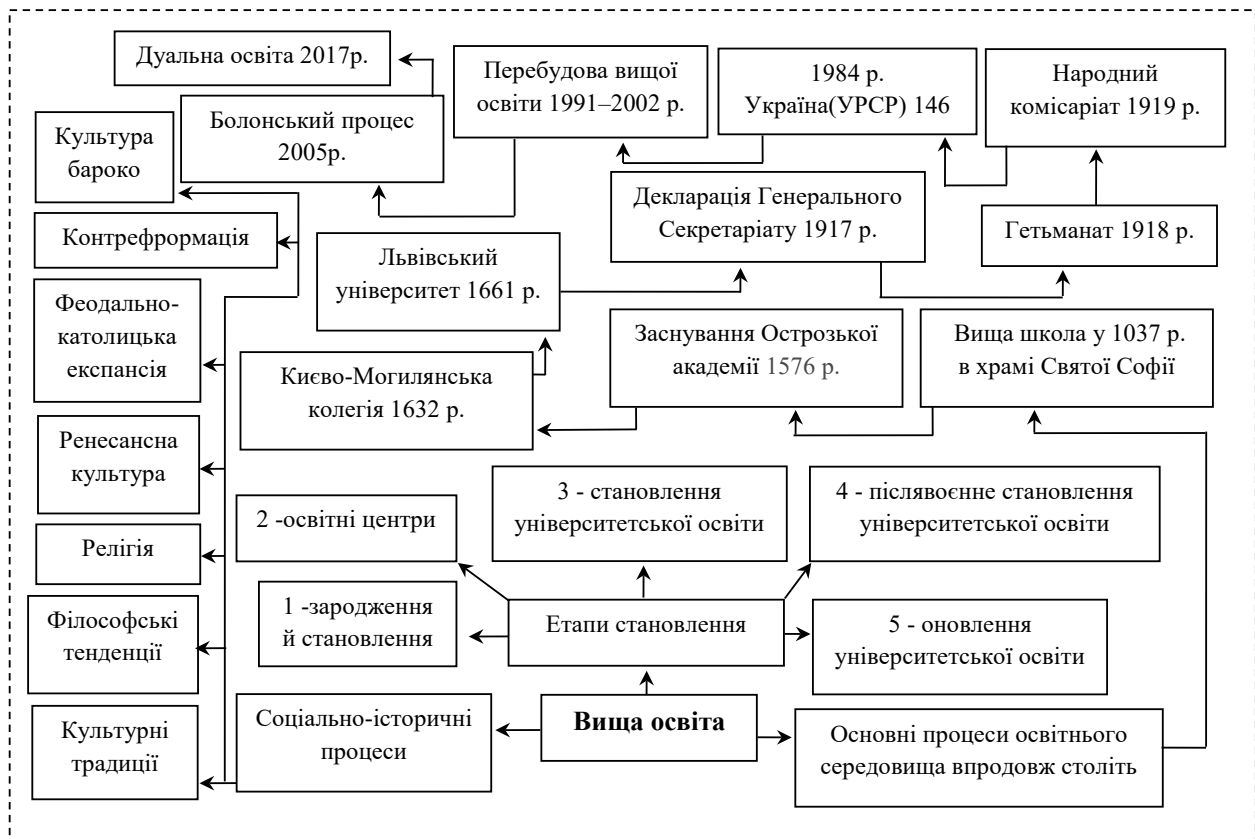 Дуальна освіта 2017р.
Перебудова вищої
освіти 1991–2002 р.
1984 р.
Україна(УРСР) 146
Народний
комісаріат 1919 р.
Культура
бароко
Болонський процес
2005р.
Декларація Генерального
Секретаріату 1917 р.
Гетьманат 1918 р.
Контрефрормація
Львівський
університет 1661 р.
Феодально-
католицька
експансія
Києво-Могилянська
колегія 1632 р.
Заснування Острозької
академії 1576 р.
Вища школа у 1037 р.
в храмі Святої Софії
Ренесансна
культура
2 -освітні центри
3 - становлення
університетської освіти
4 - післявоєнне становлення
університетської освіти
Релігія
1 -зародження
й становлення
Етапи становлення
5 - оновлення
університетської освіти
Філософські
тенденції
Культурні
традиції
Соціально-історичні
процеси
Вища освіта
Основні процеси освітнього
середовища впродовж століть